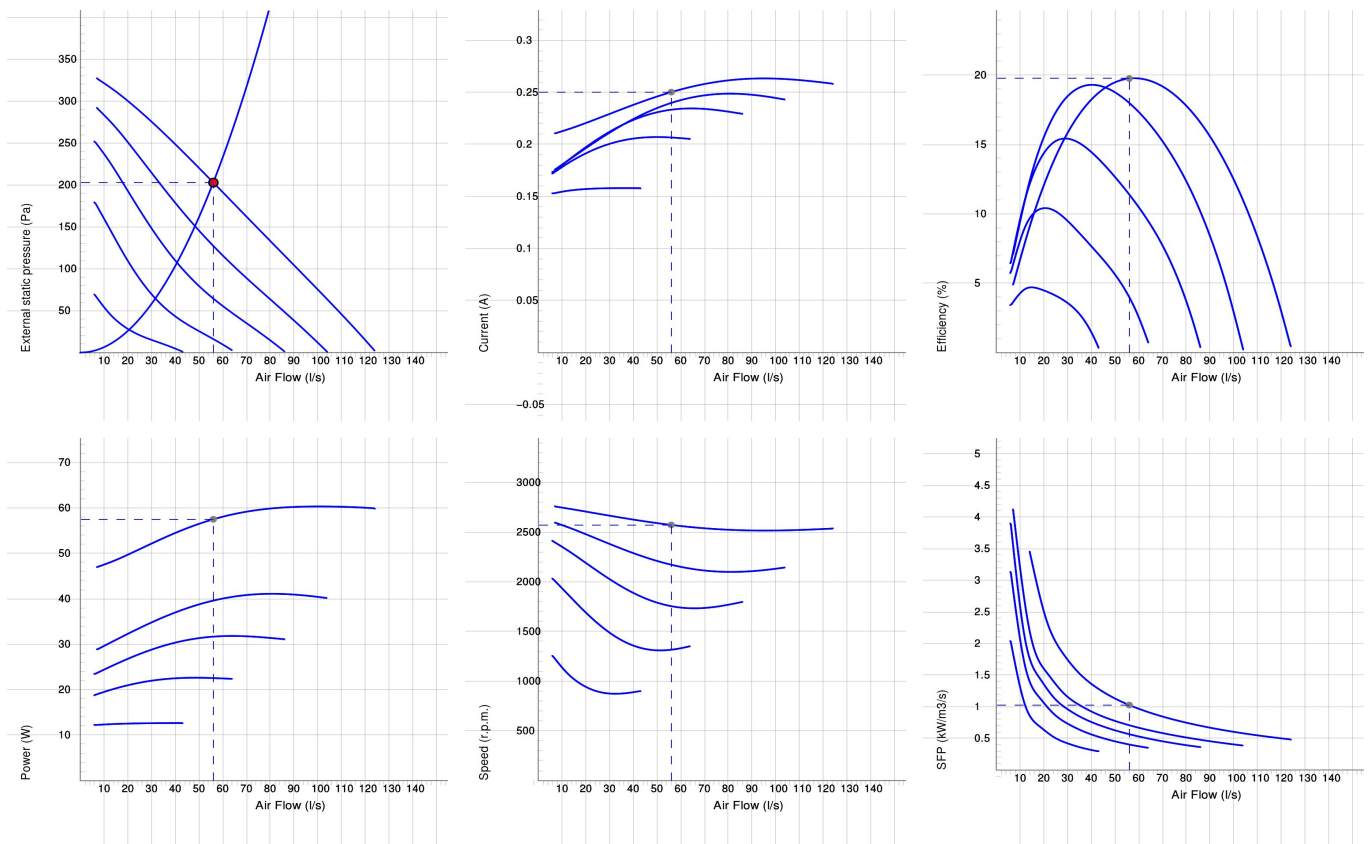 350
300
250
200
150
100
50
External static pressure (Pa)
10 20 30 40 50 60 70 80 90 100 110 120 130 140
Air Flow (l/s)
0.3
0.25
0.2
0.15
0.1
0.05
−0.05
Current (A)
10 20 30 40 50 60 70 80 90 100 110 120 130 140
Air Flow (l/s)
20
15
10
5
Efficiency (%)
10 20 30 40 50 60 70 80 90 100 110 120 130 140
Air Flow (l/s)
70
60
50
40
30
20
10
Power (W)
10 20 30 40 50 60 70 80 90 100 110 120 130 140
Air Flow (l/s)
3000
2500
2000
1500
1000
500
Speed (r.p.m.)
10 20 30 40 50 60 70 80 90 100 110 120 130 140
Air Flow (l/s)
5
4.5
4
3.5
3
2.5
2
1.5
1
0.5
SFP (kW/m3/s)
10 20 30 40 50 60 70 80 90 100 110 120 130 140
Air Flow (l/s)